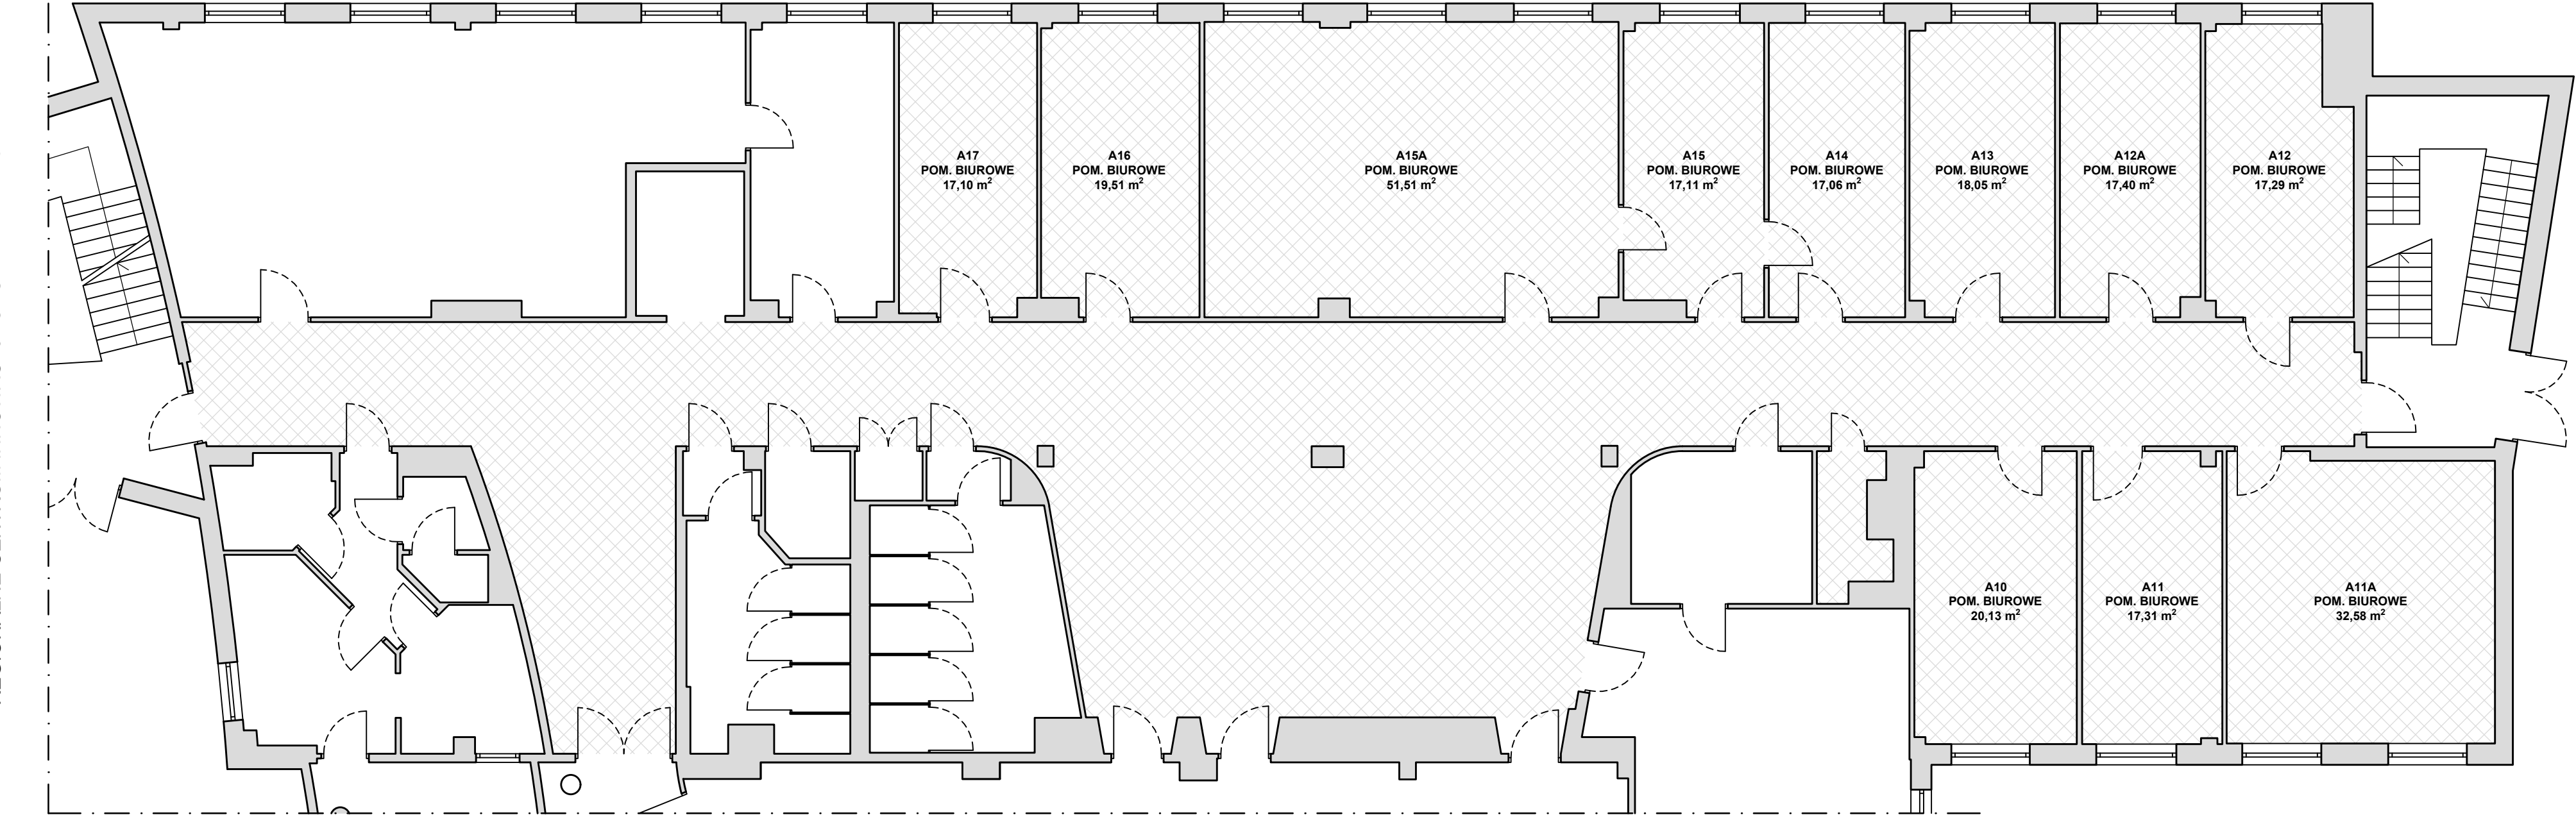 A17
POM. BIUROWE
17,10 m²
A16
POM. BIUROWE
19,51 m²
A15A
POM. BIUROWE
51,51 m²
A15
POM. BIUROWE
17,11 m²
A14
POM. BIUROWE
17,06 m²
A13
POM. BIUROWE
18,05 m²
A12A
POM. BIUROWE
17,40 m²
A12
POM. BIUROWE
17,29 m²
A10
POM. BIUROWE
20,13 m²
A11
POM. BIUROWE
17,31 m²
A11A
POM. BIUROWE
32,58 m²